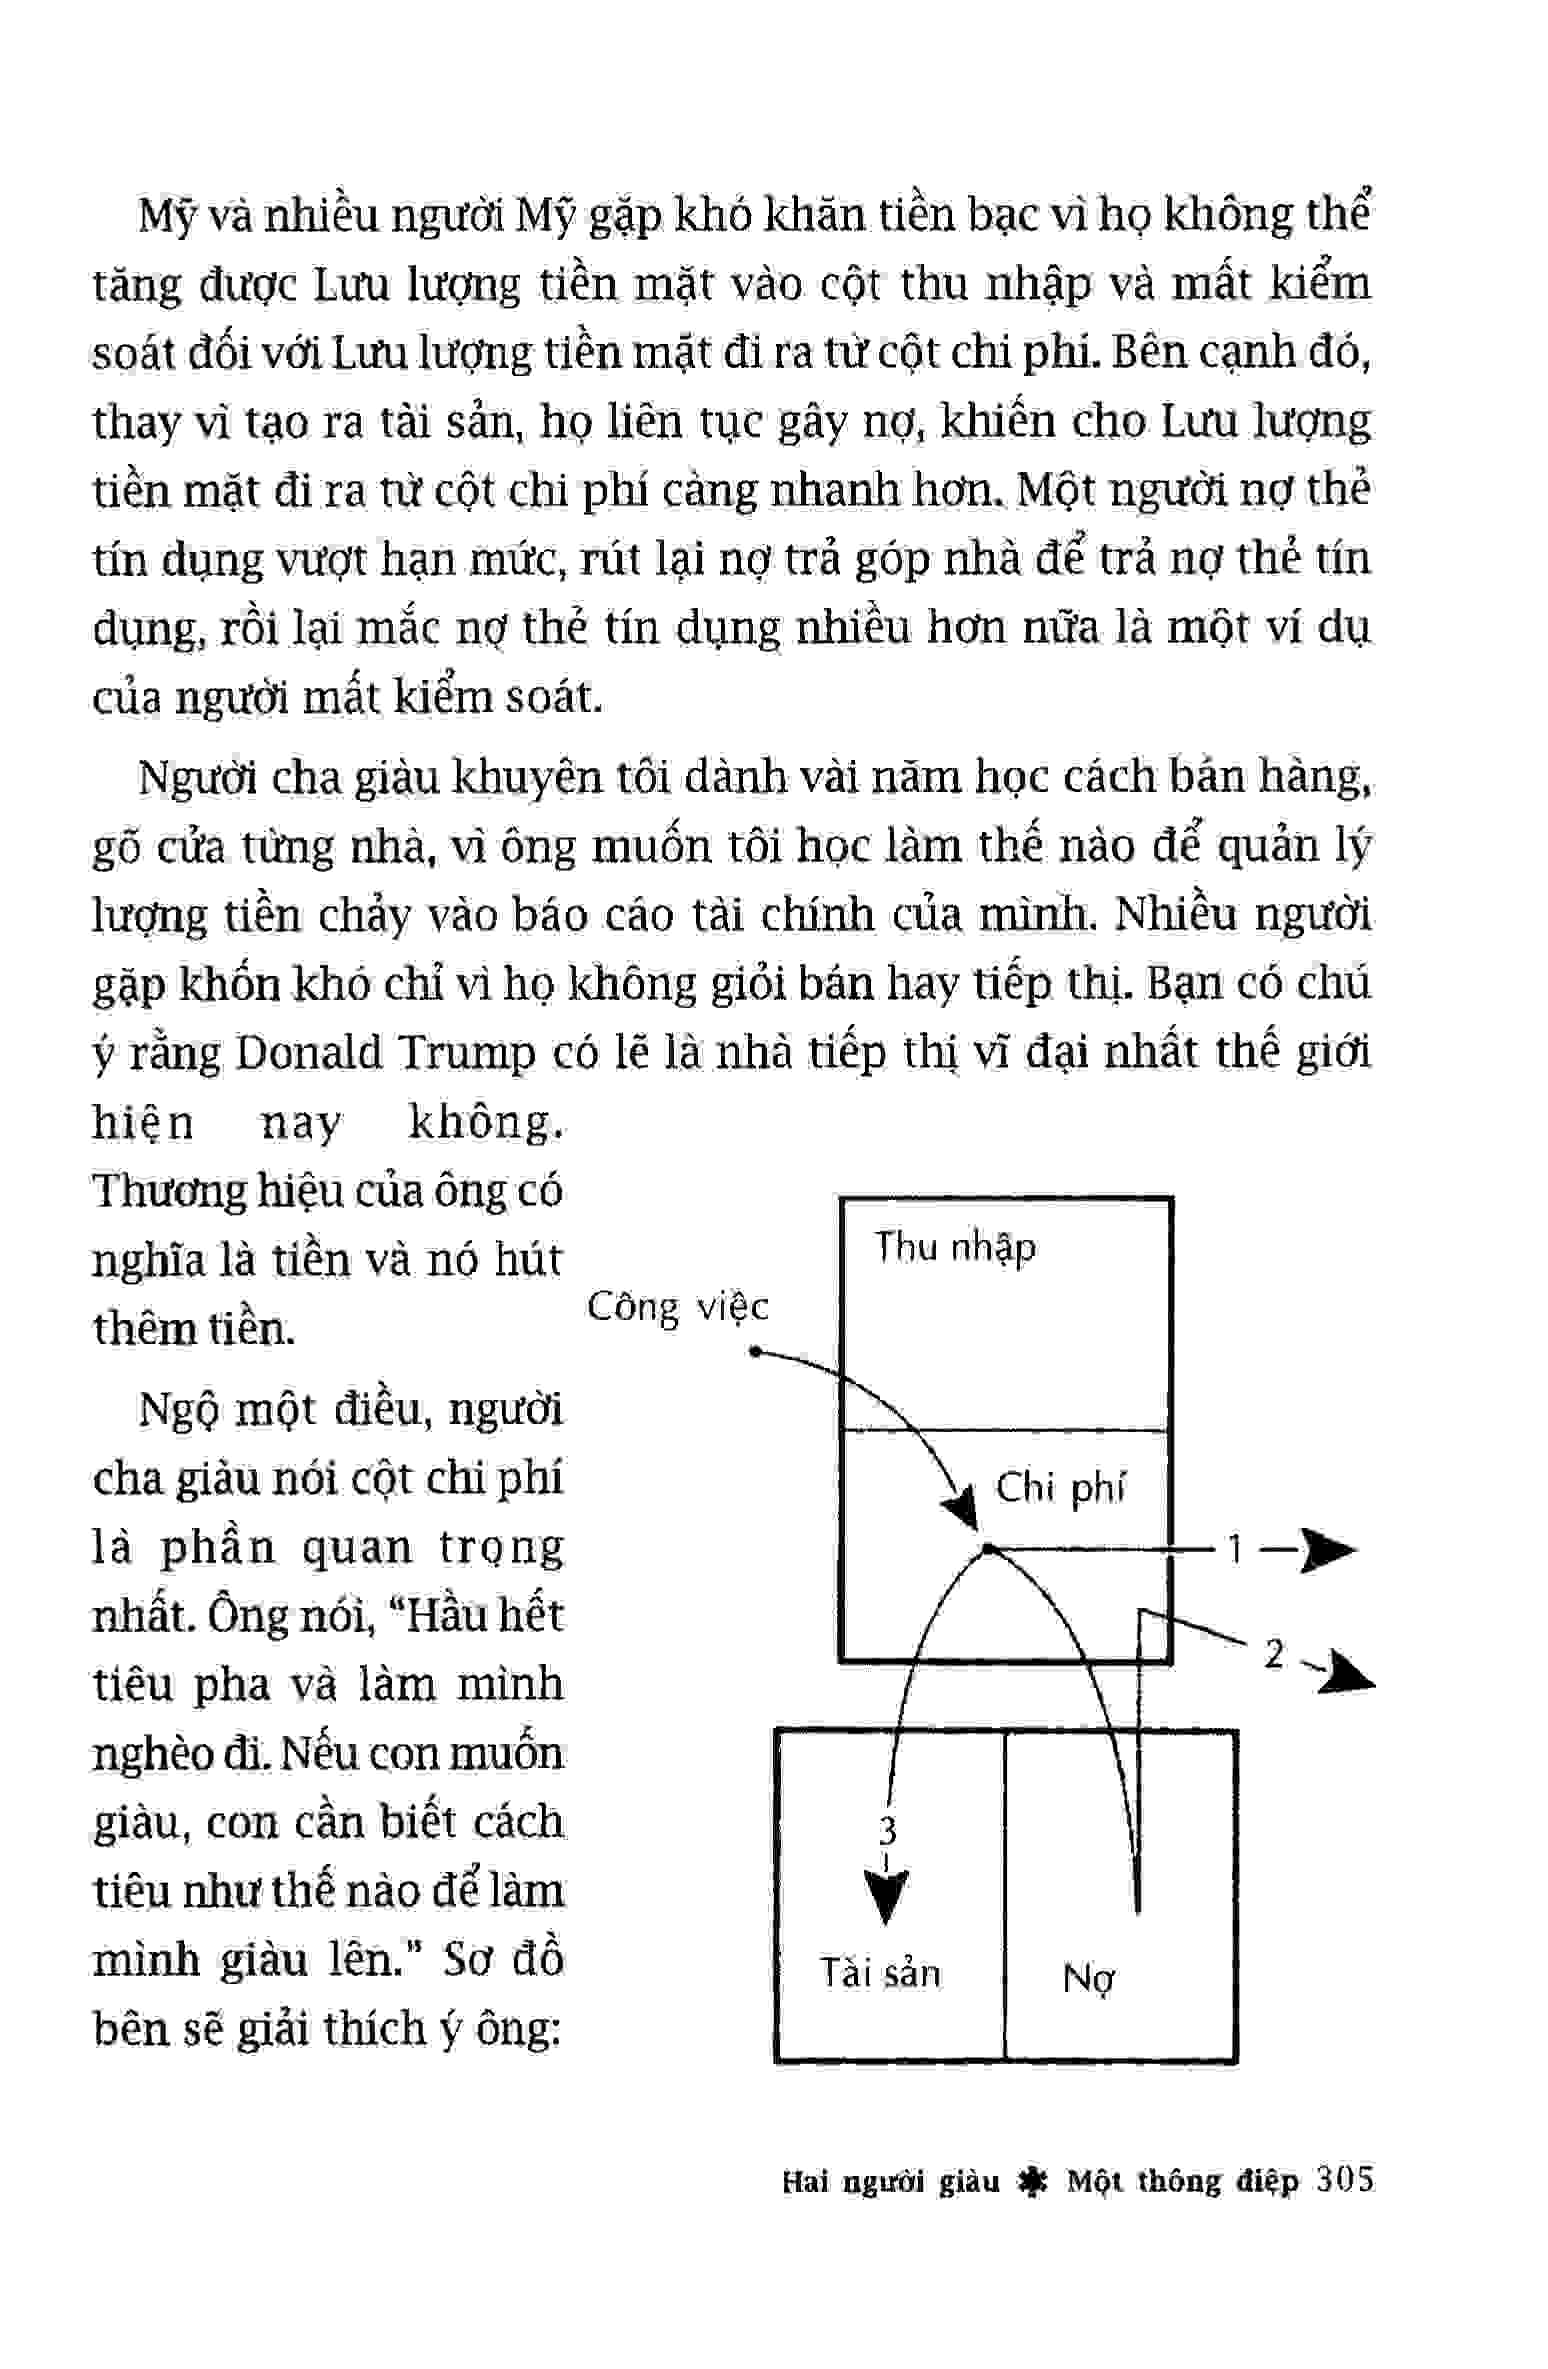 Mỹ và nhiều người Mỹ gặp khó khăn tiền bạc vì họ không thể
tăng được Lưu lượng tiền mặt vào cột thu nhập và mất kiểm
soát đối với Lưu lượng tiền mặt đi ra từ cột chi phí. Bên cạnh đó,
thay vì tạo ra tài sản, họ liên tục gây nợ, khiến cho Lưu lượng
tiền mặt đi ra từ cột chi phí càng nhanh hơn. Một người nợ thẻ
tín dụng vượt hạn mức, rút lại nợ trả góp nhà để trả nợ thẻ tín
dụng, rồi lại mắc nợ thẻ tín dụng nhiều hơn nữa là một ví dụ
của người mất kiểm soát.
Người cha giàu khuyên tôi dành vài năm học cách bán hàng,
gõ cửa từng nhà, vì ông muốn tôi học làm thế nào để quản lý
lượng tiền chảy vào báo cáo tài chính của mình. Nhiều người
gặp khốn khó chỉ vì họ không giỏi bán hay tiếp thị. Bạn có chú
ý rằng Donald Trump có lẽ là nhà tiếp thị vĩ đại nhất thế giới
hiện nay không.
Thương hiệu của ông có
nghĩa là tiền và nó hút
thêm tiền.
Ngộ một điều, người
cha giàu nói cột chi phí
là phần quan trọng
nhất. Ông nói, “Hầu hết
tiêu pha và làm mình
nghèo đi. Nếu con muốn
giàu, con cần biết cách
tiêu như thế nào để làm
mình giàu lên.” Sơ đồ
bên sẽ giải thích ý ông:
Thu nhập
Công việc
Chi phí
1
2
3
Tài sản
Nợ
Hai người giàu ✱ Một thông điệp 305